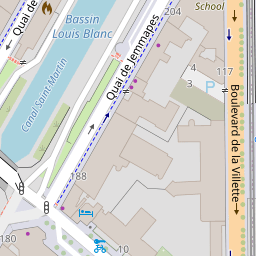 204
School
Bassin
Louis Blanc
Quai de
Quai de Jemmapes
117
4
3
P
Canal Saint-Martin
Boulevard de la Villette
188
180
10